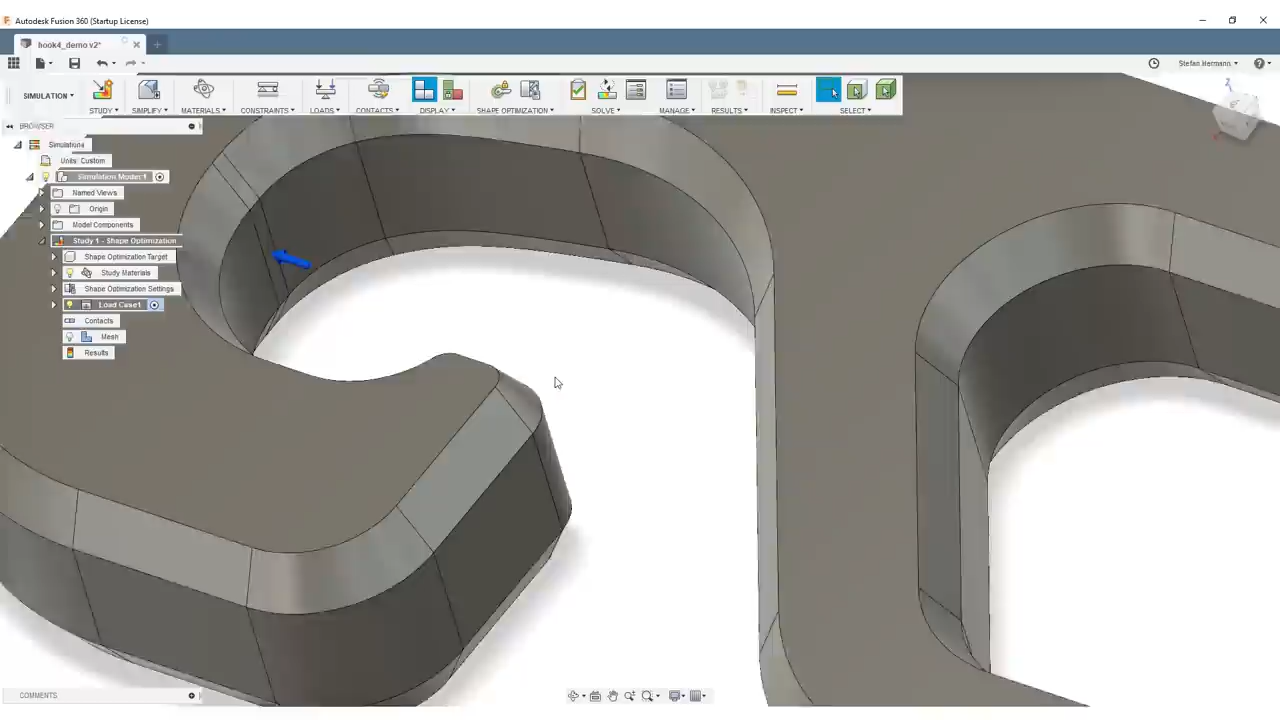 Autodesk Fusion 360 (Startup License)
hook4_demo v2*
Stefan Hermann
SIMULATION
STUDY
SIMPLIFY
MATERIALS
CONSTRAINTS
LOADS
CONTACTS
DISPLAY
SHAPE OPTIMIZATION
SOLVE
MANAGE
RESULTS
INSPECT
SELECT
BROWSER
Simulations
Units: Custom
Simulation Model:1
Named Views
Origin
Model Components
Study 1 - Shape Optimization
Shape Optimization Target
Study Materials
Shape Optimization Settings
Load Case1
Contacts
Mesh
Results
COMMENTS